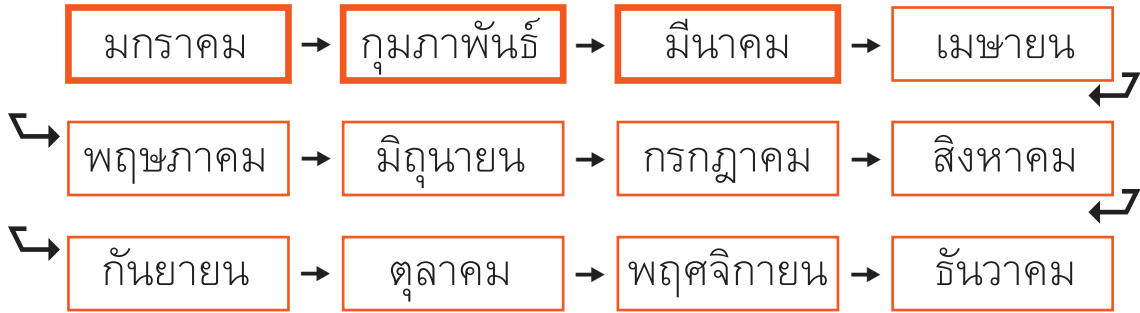 มกราคม กุมภาพันธ์ มีนาคม เมษายน
พฤษภาคม มิถุนายน กรกฎาคม สิงหาคม
กันยายน ตุลาคม พฤศจิกายน ธันวาคม